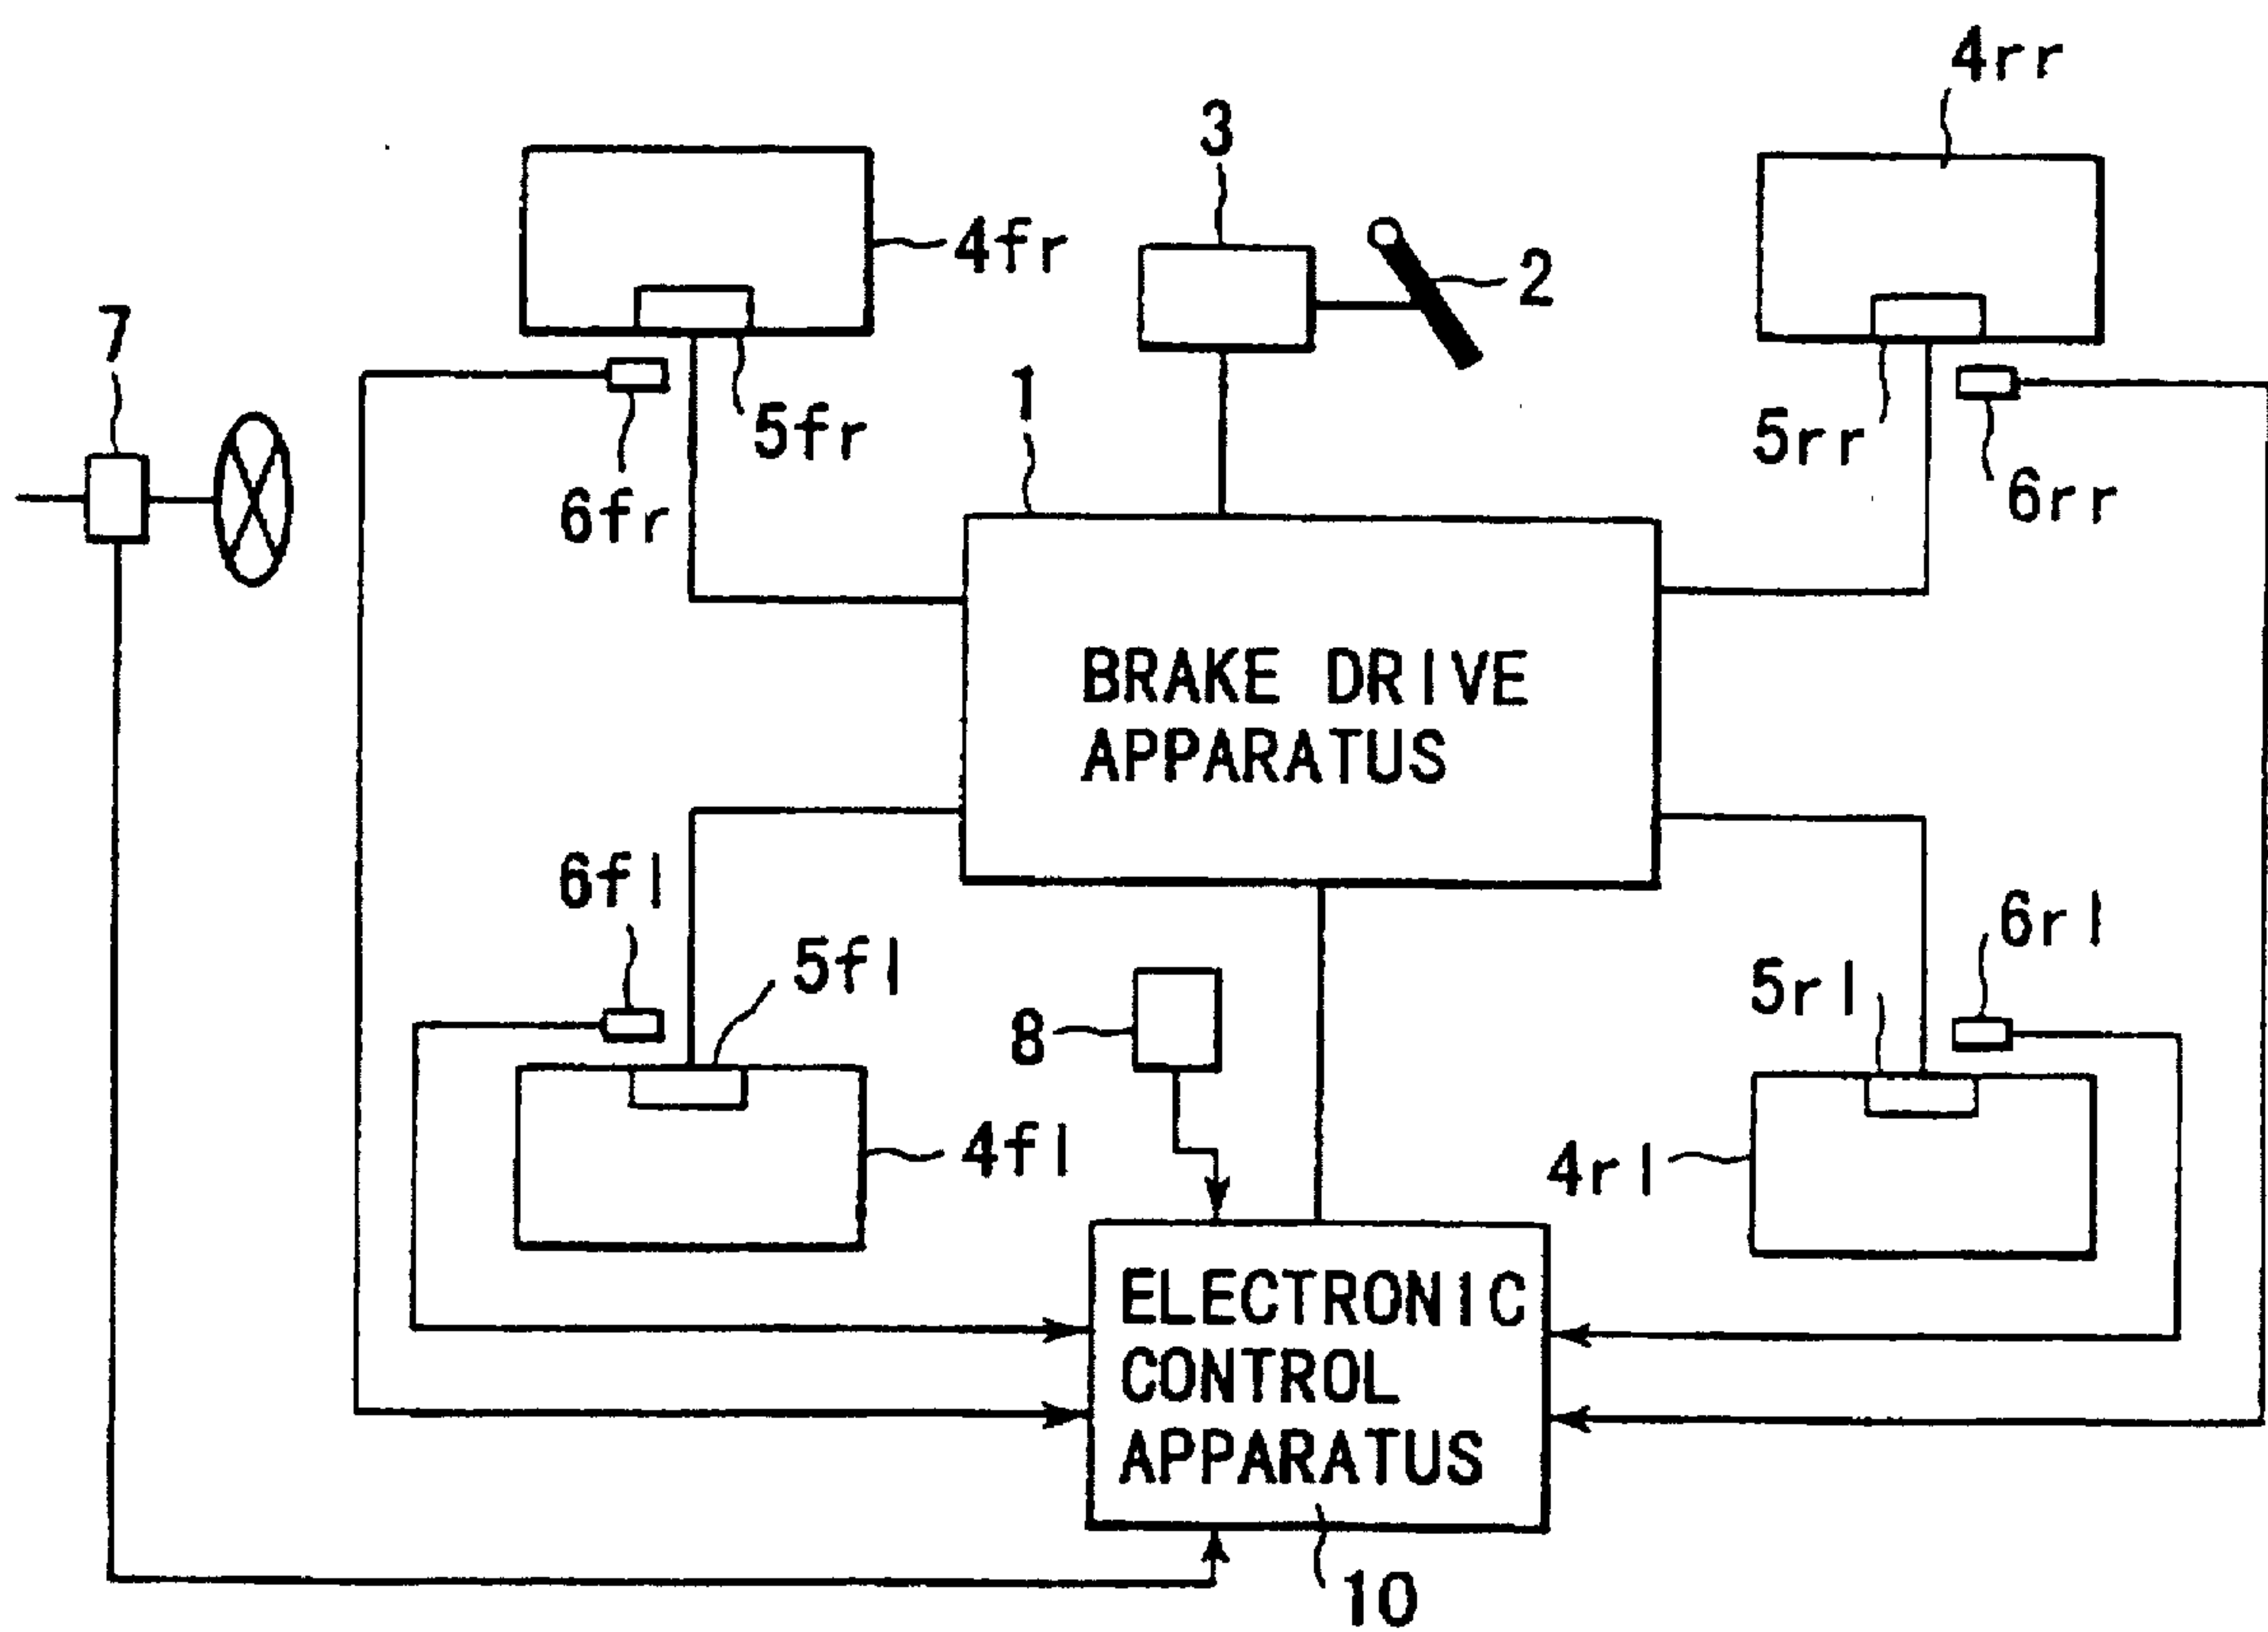 4rr
3
4fr
2
7
1
5fr
5rr
6fr
6rr
BRAKE DRIVE
APPARATUS
6fl
6rl
5fl
5rl
8
4fl
4rl
ELECTRONIC
CONTROL
APPARATUS
10